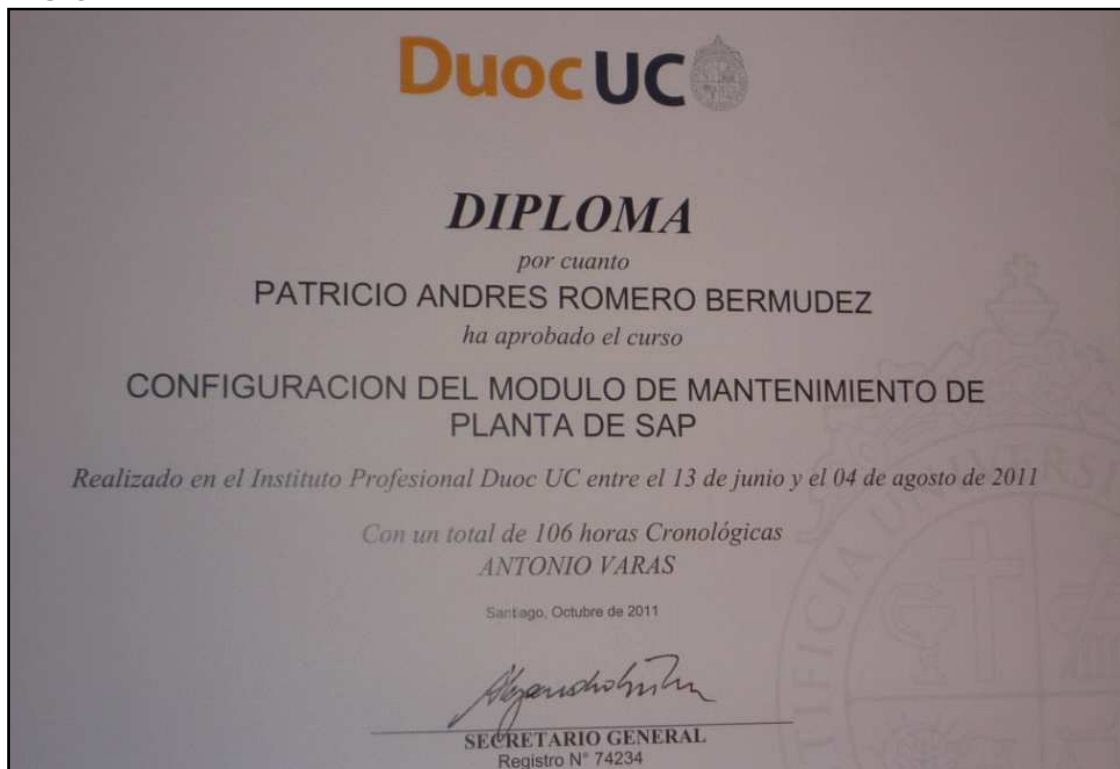 Duoc UC
DIPLOMA
por cuanto
PATRICIO ANDRES ROMERO BERMUDEZ
ha aprobado el curso
CONFIGURACION DEL MODULO DE MANTENIMIENTO DE
PLANTA DE SAP
Realizado en el Instituto Profesional Duoc UC entre el 13 de junio y el 04 de agosto de 2011
Con un total de 106 horas Cronológicas
ANTONIO VARAS
Santiago, Octubre de 2011
SECRETARIO GENERAL
Registro N° 74234